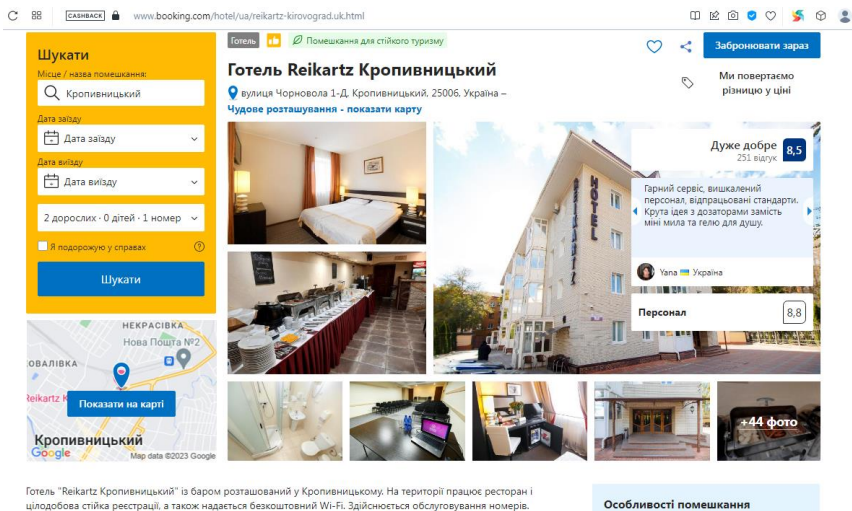 CASHBACK www.booking.com/hotel/ua/reikartz-kirovograd.uk.html
Шукати
Місце / назва помешкання:
Кропивницький
Дата заїзду
Дата заїзду
Дата виїзду
Дата виїзду
2 дорослих · 0 дітей · 1 номер
Я подорожую у справах
Шукати
НЕКРАСІВКА
Нова Пошта №2
КОВАЛІВКА
Reikartz К
Показати на карті
Кропивницький
Google Map data ©2023 Google
Готель Помешкання для стійкого туризму
Готель Reikartz Кропивницький
вулиця Чорновола 1-Д, Кропивницький, 25006, Україна –
Чудове розташування - показати карту
Забронювати зараз
Ми повертаємо
різницю у ціні
HOTEL
REIKARTZ
Дуже добре 8,5
251 відгук
Гарний сервіс, вишкалений
персонал, відпрацьовані стандарти.
Крута ідея з дозаторами замість
міні мила та гелю для душу.
Yana Україна
Персонал 8,8
+44 фото
Готель "Reikartz Кропивницький" із баром розташований у Кропивницькому. На території працює ресторан і
цілодобова стійка реєстрації, а також надається безкоштовний Wi-Fi. Здійснюється обслуговування номерів.
Особливості помешкання